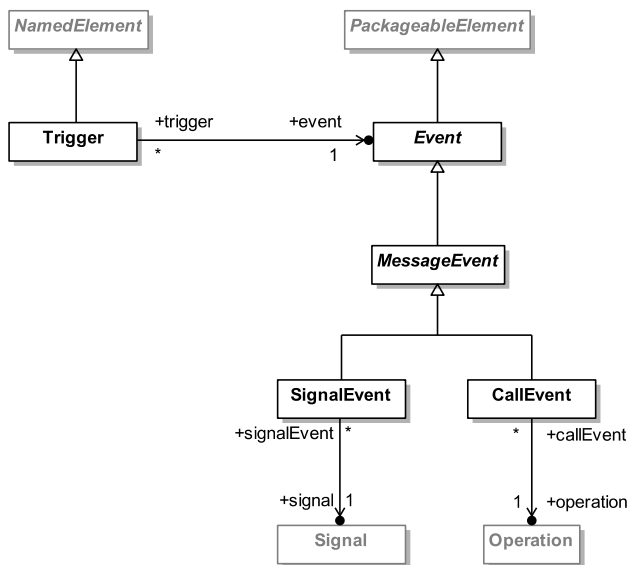 NamedElement
PackageableElement
Trigger
+trigger
+event
Event
*
1
MessageEvent
SignalEvent
CallEvent
+signalEvent
*
*
+callEvent
+signal
1
1
+operation
Signal
Operation